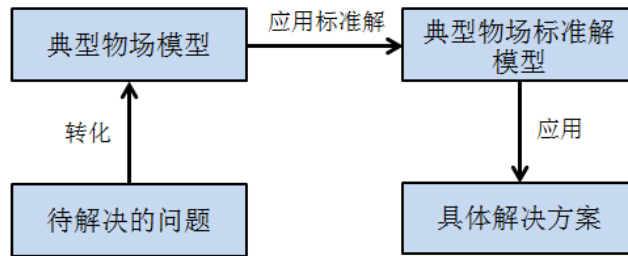 应用标准解
典型物场模型
典型物场标准解
模型
转化
应用
待解决的问题
具体解决方案